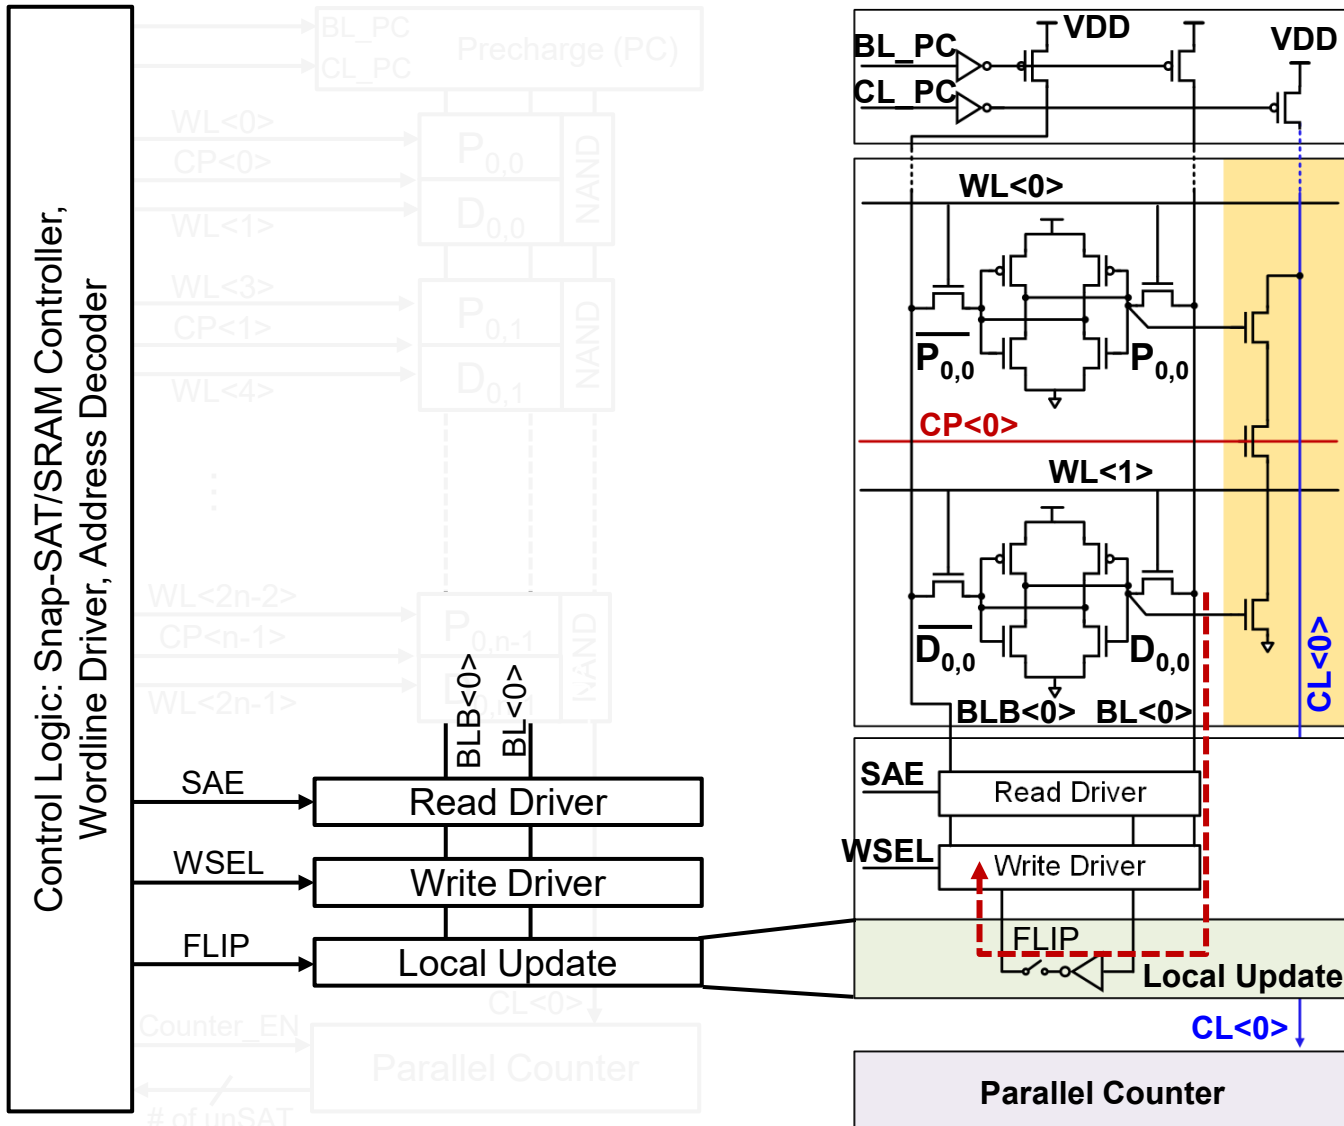 Control Logic: Snap-SAT/SRAM Controller,
Wordline Driver, Address Decoder
BL_PC
CL_PC
Precharge (PC)
WL<0>
CP<0>
WL<1>
P0,0
D0,0
NAND
WL<3>
CP<1>
WL<4>
P0,1
D0,1
NAND
WL<2n-2>
CP<n-1>
WL<2n-1>
P0,n-1
NAND
BLB<0>
BL<0>
SAE
Read Driver
WSEL
Write Driver
FLIP
Local Update
CL<0>
Counter_EN
Parallel Counter
# of unSAT
BL_PC
CL_PC
VDD
VDD
WL<0>
P0,0
P0,0
CP<0>
WL<1>
D0,0
D0,0
BLB<0>
BL<0>
CL<0>
SAE
Read Driver
WSEL
Write Driver
FLIP
Local Update
CL<0>
Parallel Counter